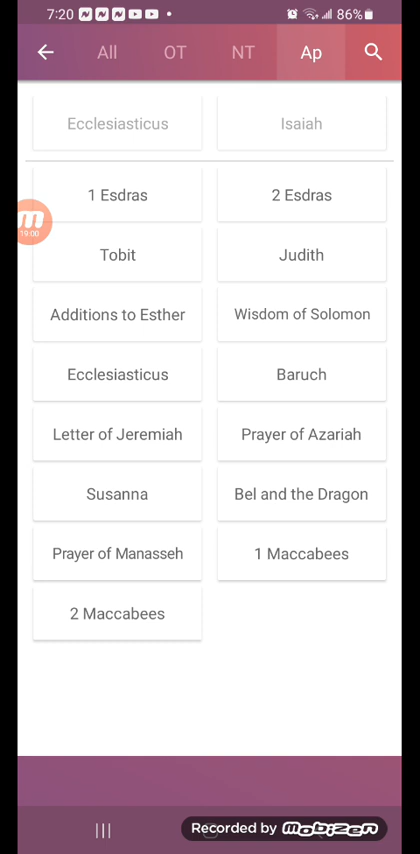 7:20 86%
All OT NT Ap
Ecclesiasticus Isaiah
1 Esdras 2 Esdras
19:00
Tobit Judith
Additions to Esther Wisdom of Solomon
Ecclesiasticus Baruch
Letter of Jeremiah Prayer of Azariah
Susanna Bel and the Dragon
Prayer of Manasseh 1 Maccabees
2 Maccabees
Recorded by mobizen